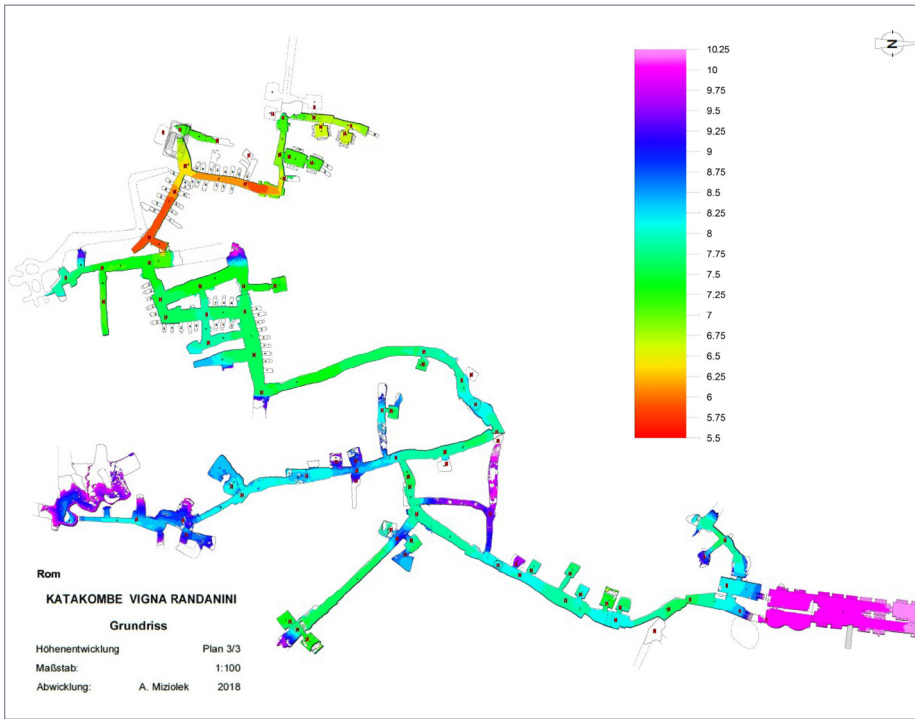 N
10.25
10
9.75
9.5
9.25
9
8.75
8.5
8.25
8
7.75
7.5
7.25
7
6.75
6.5
6.25
6
5.75
5.5
Rom
KATAKOMBE VIGNA RANDANINI
Grundriss
Höhenentwicklung Plan 3/3
Maßstab: 1:100
Abwicklung: A. Miziolek 2018